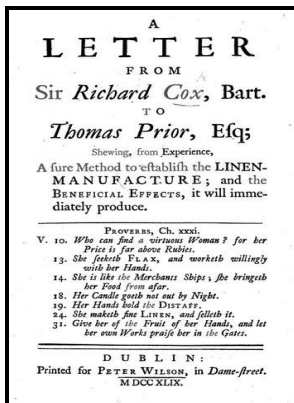 A
LETTER
FROM
Sir Richard Cox, Bart.
TO
Thomas Prior, Esq;
Shewing, from Experience,
A sure Method to establish the LINEN-
MANUFACTURE; and the
BENEFICIAL EFFECTS, it will imme-
diately produce.
PROVERBS, Ch. xxxi.
V. 10. Who can find a virtuous Woman? for her
Price is far above Rubies.
13. She seeketh FLAX, and worketh willingly
with her Hands.
14. She is like the Merchants Ships; she bringeth
her Food from afar.
18. Her Candle goeth not out by Night.
19. Her Hands hold the DISTAFF.
24. She maketh fine LINEN, and selleth it.
31. Give her of the Fruit of her Hands, and let
her own Works praise her in the Gates.
DUBLIN:
Printed for PETER WILSON, in Dame-street.
M DCC XLIX.